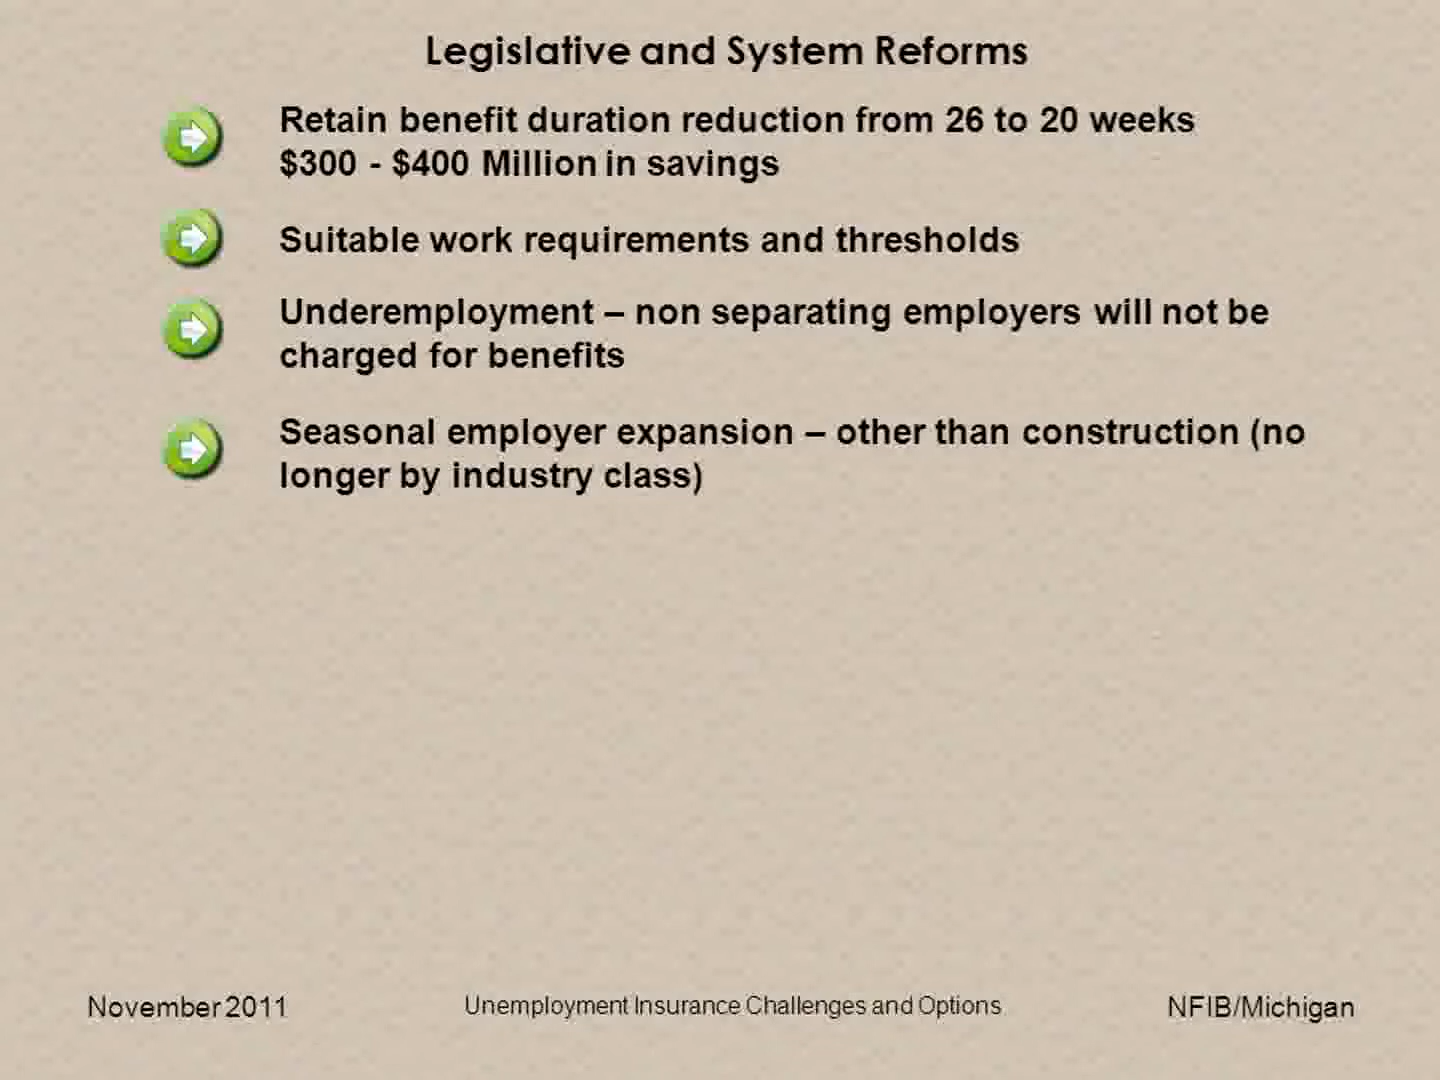 Legislative and System Reforms
Retain benefit duration reduction from 26 to 20 weeks
$300 - $400 Million in savings
Suitable work requirements and thresholds
Underemployment – non separating employers will not be
charged for benefits
Seasonal employer expansion – other than construction (no
longer by industry class)
November 2011
Unemployment Insurance Challenges and Options
NFIB/Michigan